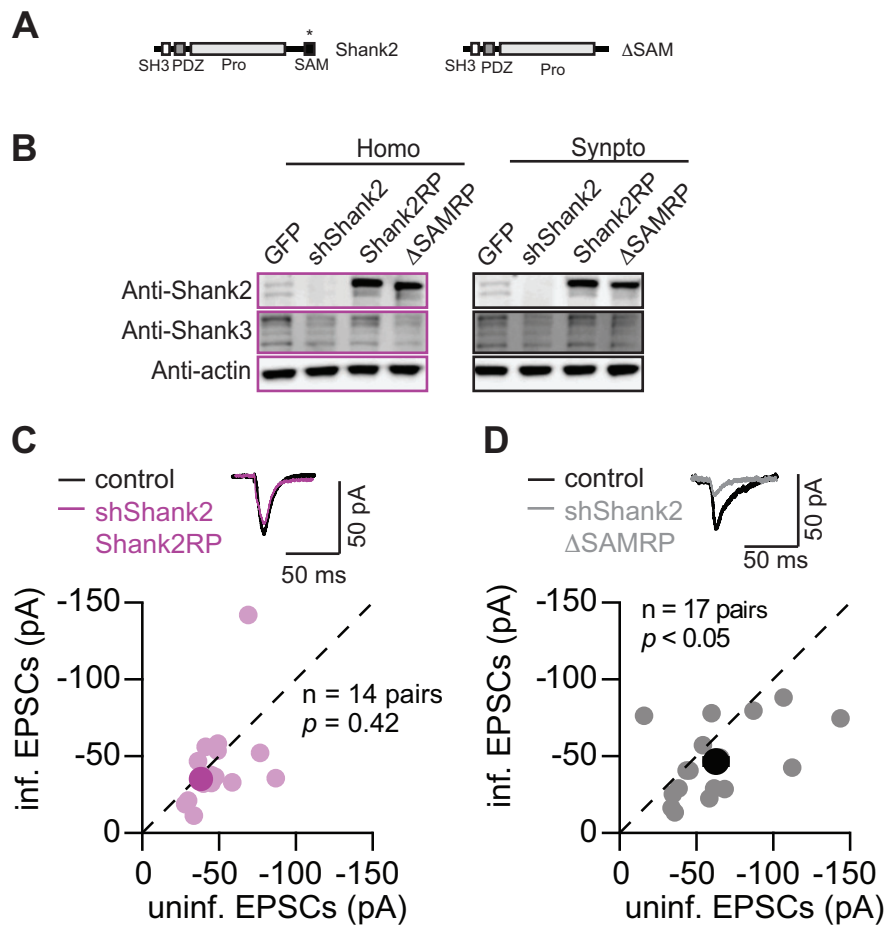 A
*
SH3 PDZ Pro SAM Shank2
SH3 PDZ Pro ΔSAM
B
Homo
Synpto
GFP shShank2 Shank2RP ΔSAMRP
GFP shShank2 Shank2RP ΔSAMRP
Anti-Shank2
Anti-Shank3
Anti-actin
C
control
shShank2
Shank2RP
50 pA
50 ms
inf. EPSCs (pA)
-150
-100
-50
0
n = 14 pairs
p = 0.42
0 -50 -100 -150
uninf. EPSCs (pA)
D
control
shShank2
ΔSAMRP
50 pA
50 ms
inf. EPSCs (pA)
-150
-100
-50
0
n = 17 pairs
p < 0.05
0 -50 -100 -150
uninf. EPSCs (pA)